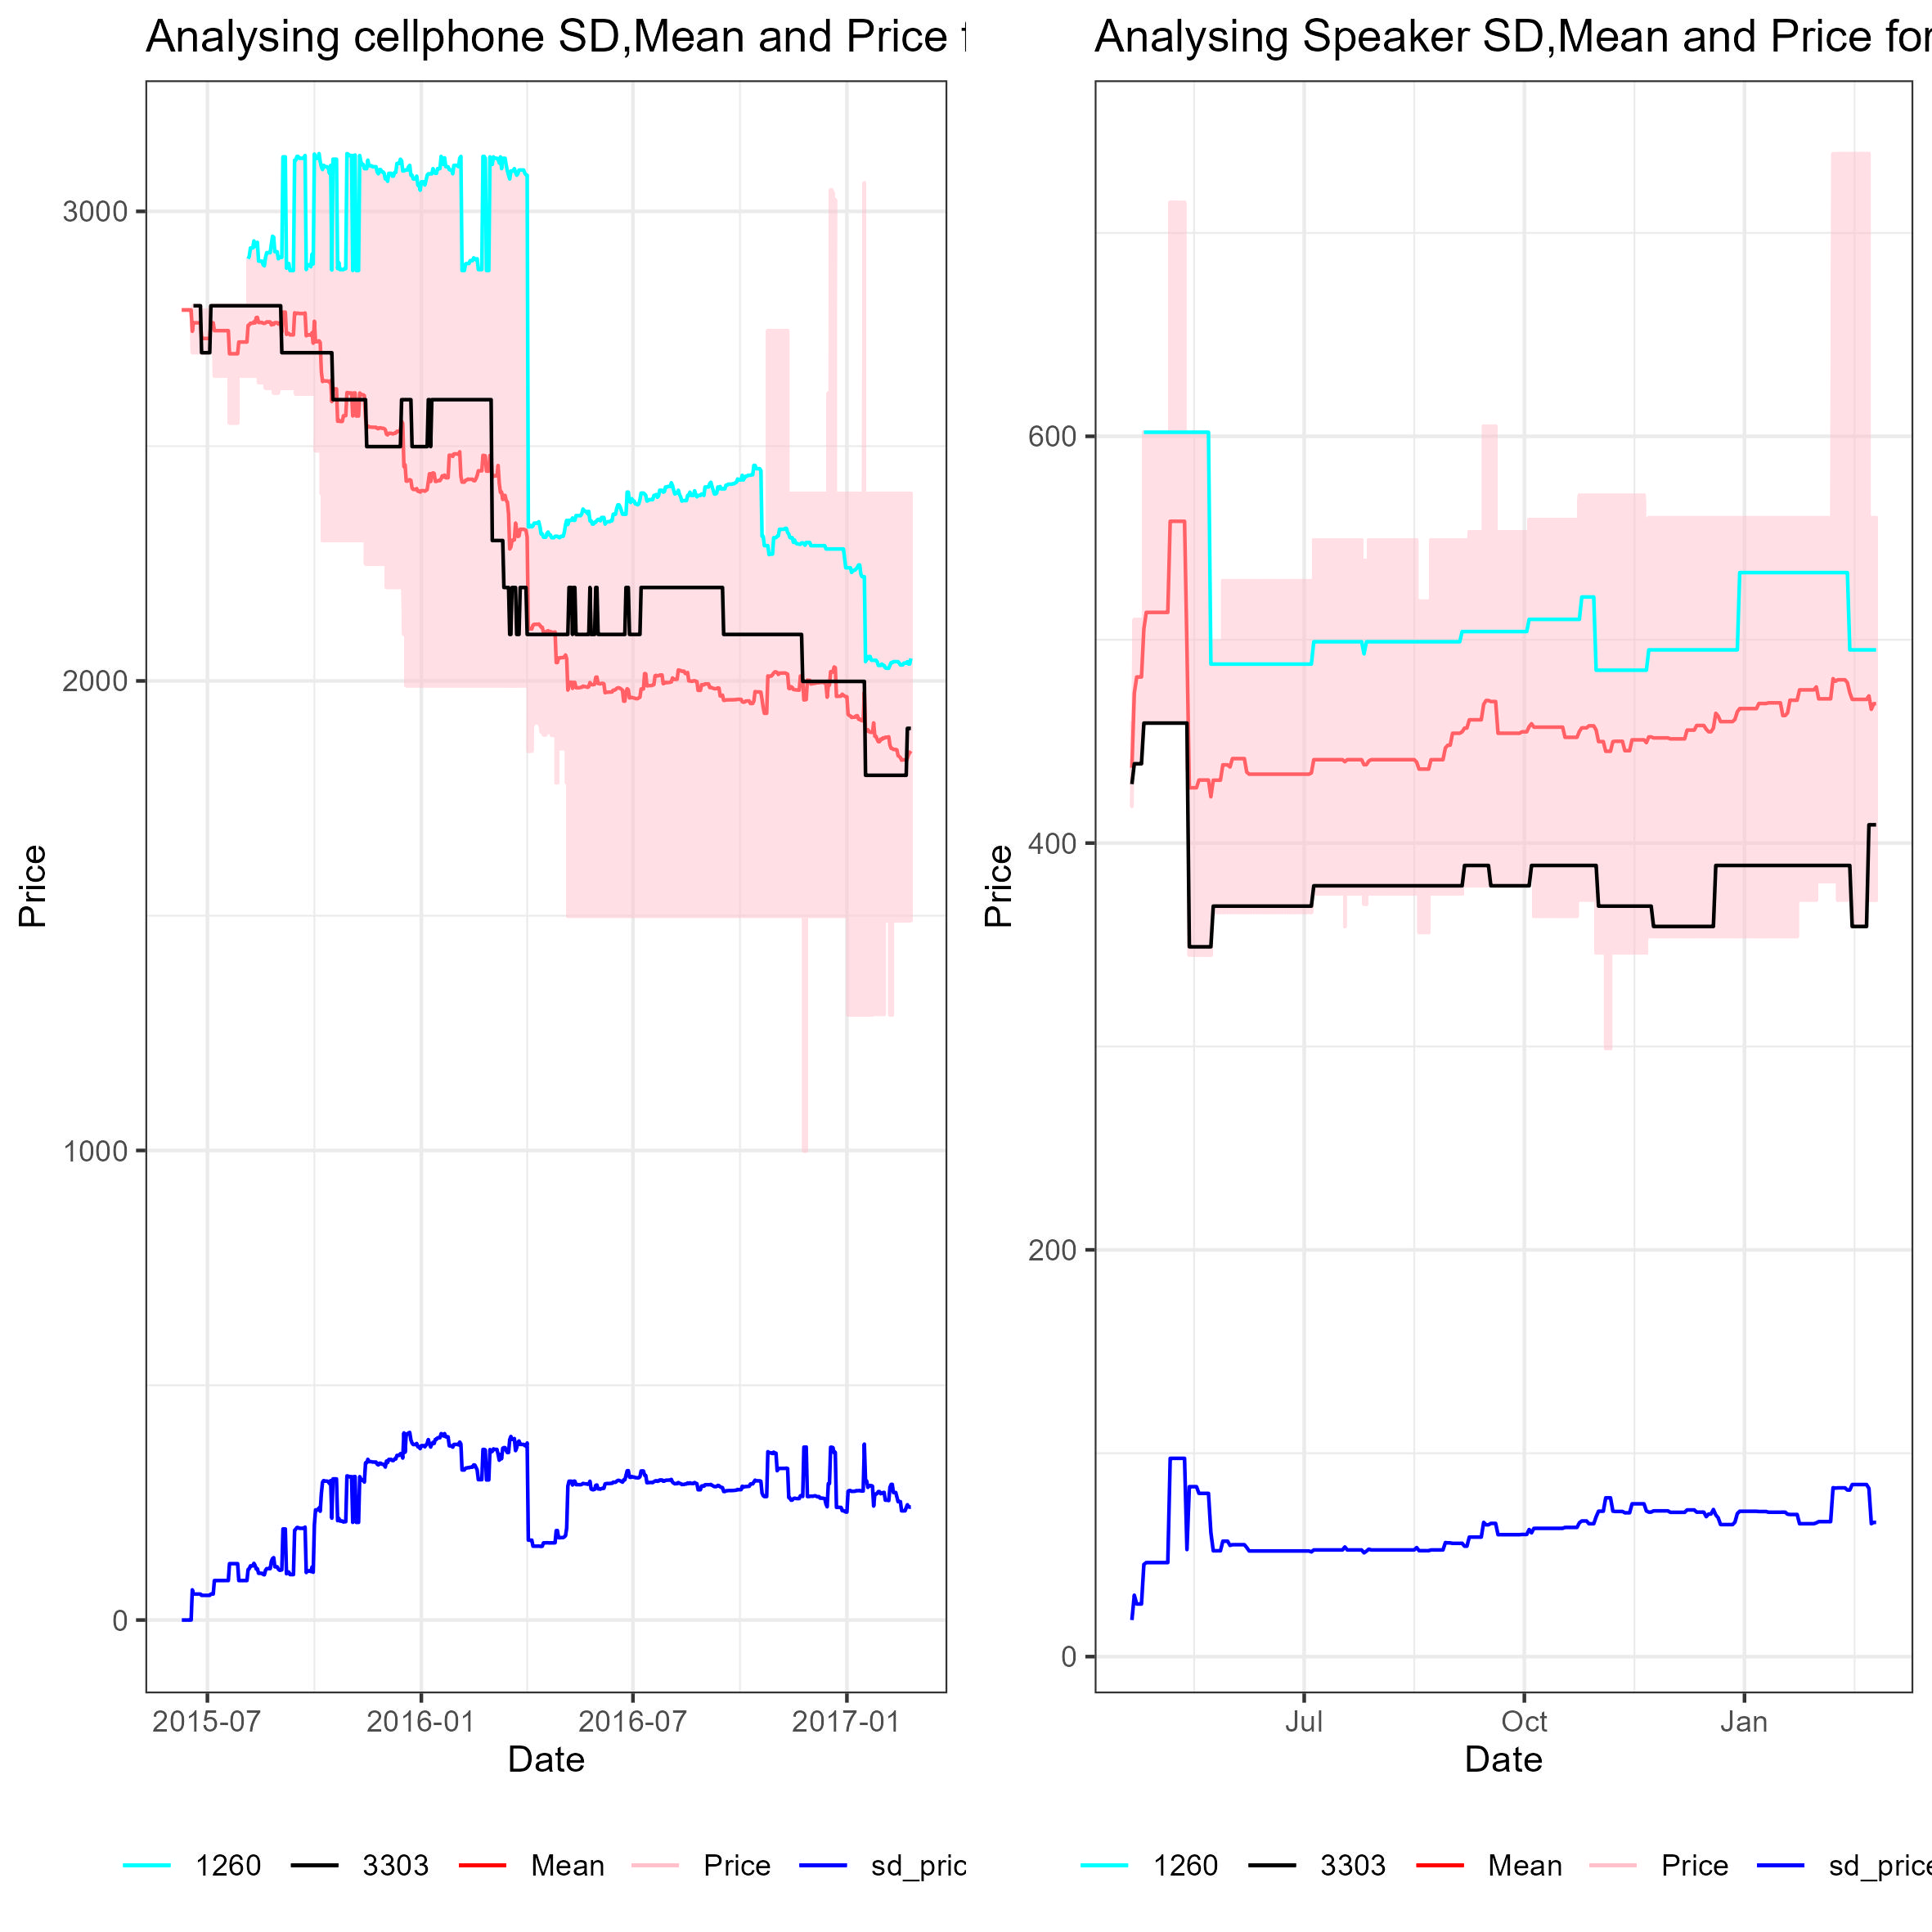 Analysing cellphone SD,Mean and Price
Analysing Speaker SD,Mean and Price for
3000
2000
1000
0
Price
2015-07
2016-01
2016-07
2017-01
Date
1260
3303
Mean
Price
sd_pric
600
400
200
0
Price
Jul
Oct
Jan
Date
1260
3303
Mean
Price
sd_price